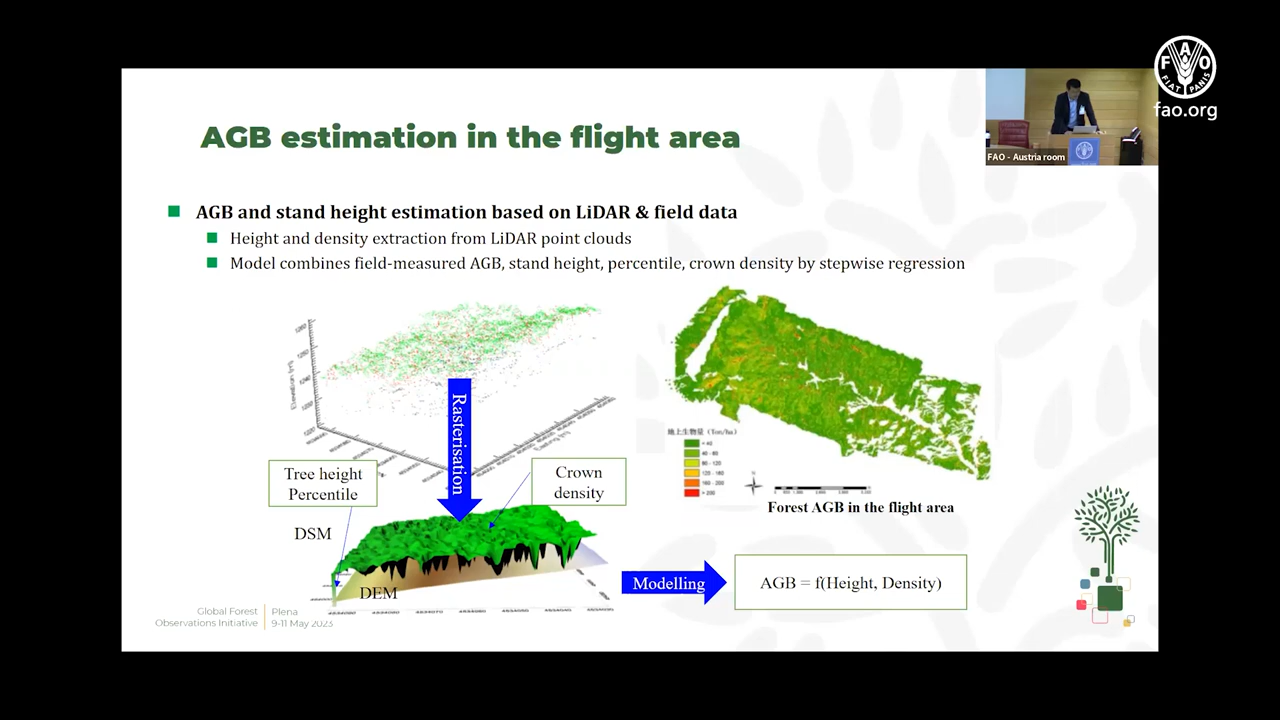 FAO
FIAT PANIS
fao.org
FAO - Austria room
AGB estimation in the flight area
AGB and stand height estimation based on LiDAR & field data
Height and density extraction from LiDAR point clouds
Model combines field-measured AGB, stand height, percentile, crown density by stepwise regression
Rasterisation
Tree height
Percentile
Crown
density
DSM
DEM
地上生物量 (Ton/ha)
< 40
40 - 80
80 - 120
120 - 160
160 - 200
> 200
Forest AGB in the flight area
Modelling
AGB = f(Height, Density)
Global Forest
Observations Initiative
Plena
9-11 May 2023